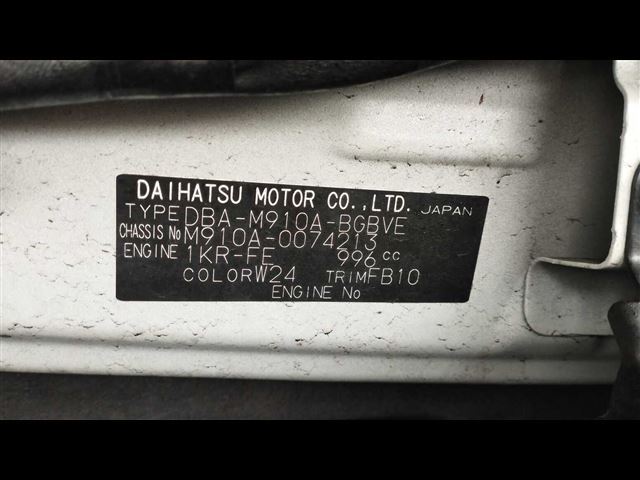 DAIHATSU MOTOR CO.,LTD. JAPAN
TYPE DBA-M910A-BGBVE
CHASSIS No M910A-0074213
ENGINE 1KR-FE 996 cc
COLOR W24 TRIM FB10
ENGINE No